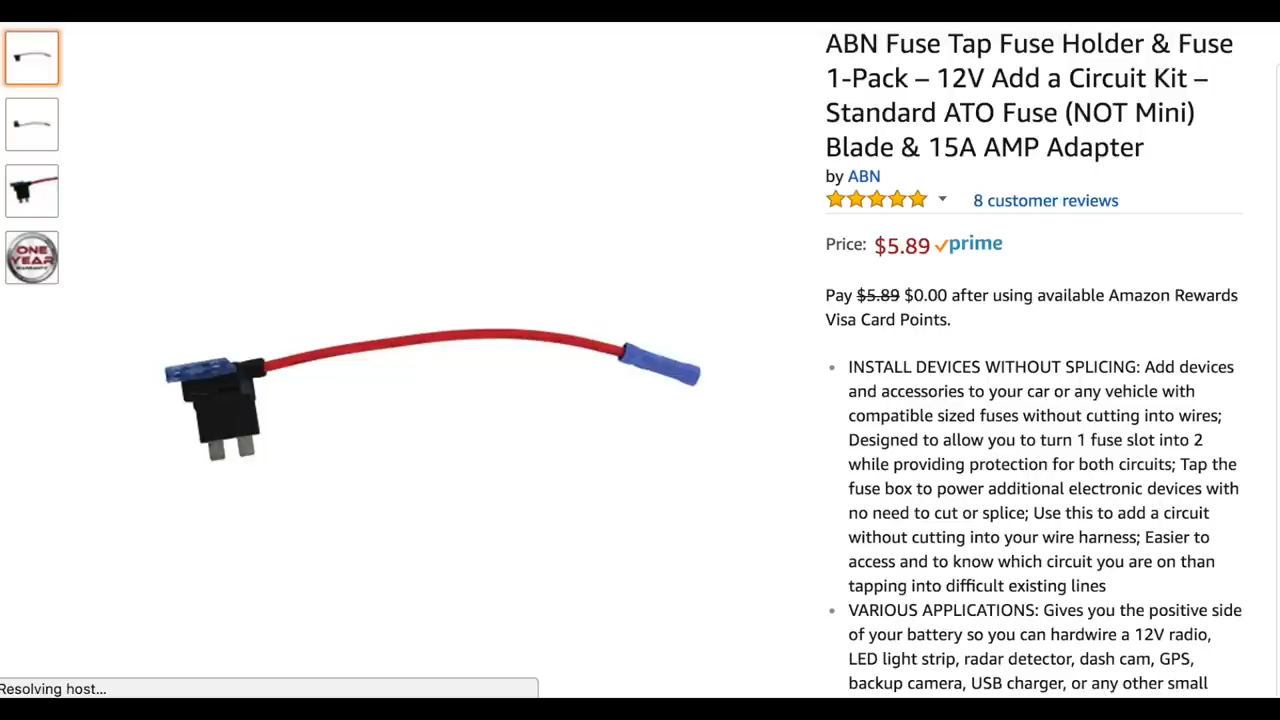 ABN Fuse Tap Fuse Holder & Fuse
1-Pack – 12V Add a Circuit Kit –
Standard ATO Fuse (NOT Mini)
Blade & 15A AMP Adapter
by ABN
8 customer reviews
Price: $5.89 prime
Pay $5.89 $0.00 after using available Amazon Rewards
Visa Card Points.
• INSTALL DEVICES WITHOUT SPLICING: Add devices
and accessories to your car or any vehicle with
compatible sized fuses without cutting into wires;
Designed to allow you to turn 1 fuse slot into 2
while providing protection for both circuits; Tap the
fuse box to power additional electronic devices with
no need to cut or splice; Use this to add a circuit
without cutting into your wire harness; Easier to
access and to know which circuit you are on than
tapping into difficult existing lines
• VARIOUS APPLICATIONS: Gives you the positive side
of your battery so you can hardwire a 12V radio,
LED light strip, radar detector, dash cam, GPS,
backup camera, USB charger, or any other small
ONE
YEAR
WARRANTY
Resolving host...